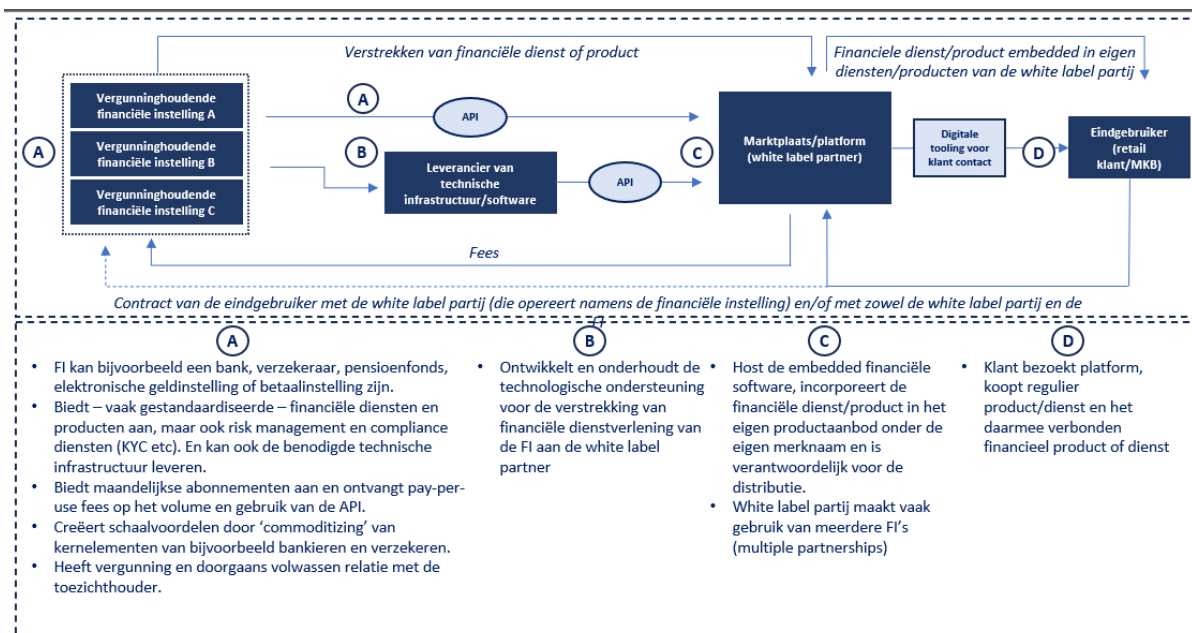 Verstrekken van financiële dienst of product
Financiele dienst/product embedded in eigen
diensten/producten van de white label partij
A
Vergunninghoudende
financiële instelling A
Vergunninghoudende
financiële instelling B
Vergunninghoudende
financiële instelling C
A
API
B
Leverancier van
technische
infrastructuur/software
API
C
Marktplaats/platform
(white label partner)
Digitale
tooling voor
klant contact
D
Eindgebruiker
(retail
klant/MKB)
Fees
Contract van de eindgebruiker met de white label partij (die opereert namens de financiële instelling) en/of met zowel de white label partij en de
FI
A
• FI kan bijvoorbeeld een bank, verzekeraar, pensioenfonds,
elektronische geldinstelling of betaalinstelling zijn.
• Biedt – vaak gestandaardiseerde – financiële diensten en
producten aan, maar ook risk management en compliance
diensten (KYC etc). En kan ook de benodigde technische
infrastructuur leveren.
• Biedt maandelijkse abonnementen aan en ontvangt pay-per-
use fees op het volume en gebruik van de API.
• Creëert schaalvoordelen door ‘commoditizing’ van
kernelementen van bijvoorbeeld bankieren en verzekeren.
• Heeft vergunning en doorgaans volwassen relatie met de
toezichthouder.
B
• Ontwikkelt en onderhoudt de
technologische ondersteuning
voor de verstrekking van
financiële dienstverlening van
de FI aan de white label
partner
C
• Host de embedded financiële
software, incorporeert de
financiële dienst/product in het
eigen productaanbod onder de
eigen merknaam en is
verantwoordelijk voor de
distributie.
• White label partij maakt vaak
gebruik van meerdere FI’s
(multiple partnerships)
D
• Klant bezoekt platform,
koopt regulier
product/dienst en het
daarmee verbonden
financieel product of dienst